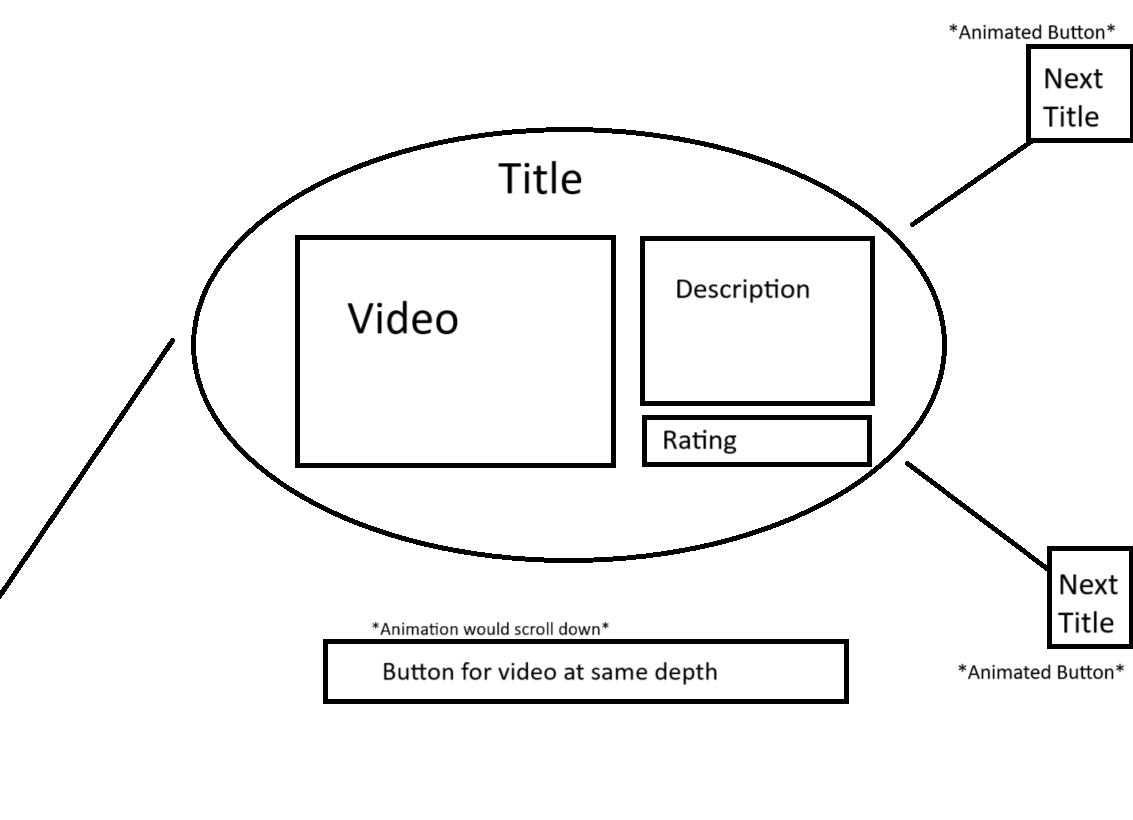 *Animated Button*
Next
Title
Title
Video
Description
Rating
Next
Title
*Animated Button*
*Animation would scroll down*
Button for video at same depth